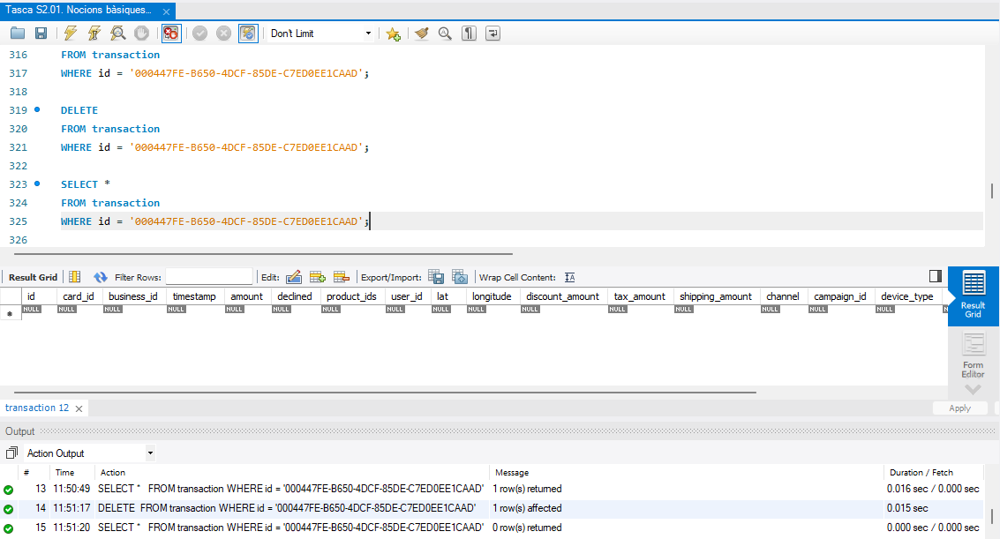 Tasca S2.01. Nocions bàsiques...
Don't Limit
316 FROM transaction
317 WHERE id = '000447FE-B650-4DCF-85DE-C7ED0EE1CAAD';
318
319 DELETE
320 FROM transaction
321 WHERE id = '000447FE-B650-4DCF-85DE-C7ED0EE1CAAD';
322
323 SELECT *
324 FROM transaction
325 WHERE id = '000447FE-B650-4DCF-85DE-C7ED0EE1CAAD';
326
Result Grid Filter Rows: Edit: Export/Import: Wrap Cell Content: IA
id card_id business_id timestamp amount declined product_ids user_id lat longitude discount_amount tax_amount shipping_amount channel campaign_id device_type
NULL NULL NULL NULL NULL NULL NULL NULL NULL NULL NULL NULL NULL NULL NULL NULL N
Result
Grid
Form
Editor
transaction 12
Apply
Output
Action Output
# Time Action Message Duration / Fetch
13 11:50:49 SELECT * FROM transaction WHERE id = '000447FE-B650-4DCF-85DE-C7ED0EE1CAAD' 1 row(s) returned 0.016 sec / 0.000 sec
14 11:51:17 DELETE FROM transaction WHERE id = '000447FE-B650-4DCF-85DE-C7ED0EE1CAAD' 1 row(s) affected 0.015 sec
15 11:51:20 SELECT * FROM transaction WHERE id = '000447FE-B650-4DCF-85DE-C7ED0EE1CAAD' 0 row(s) returned 0.000 sec / 0.000 sec